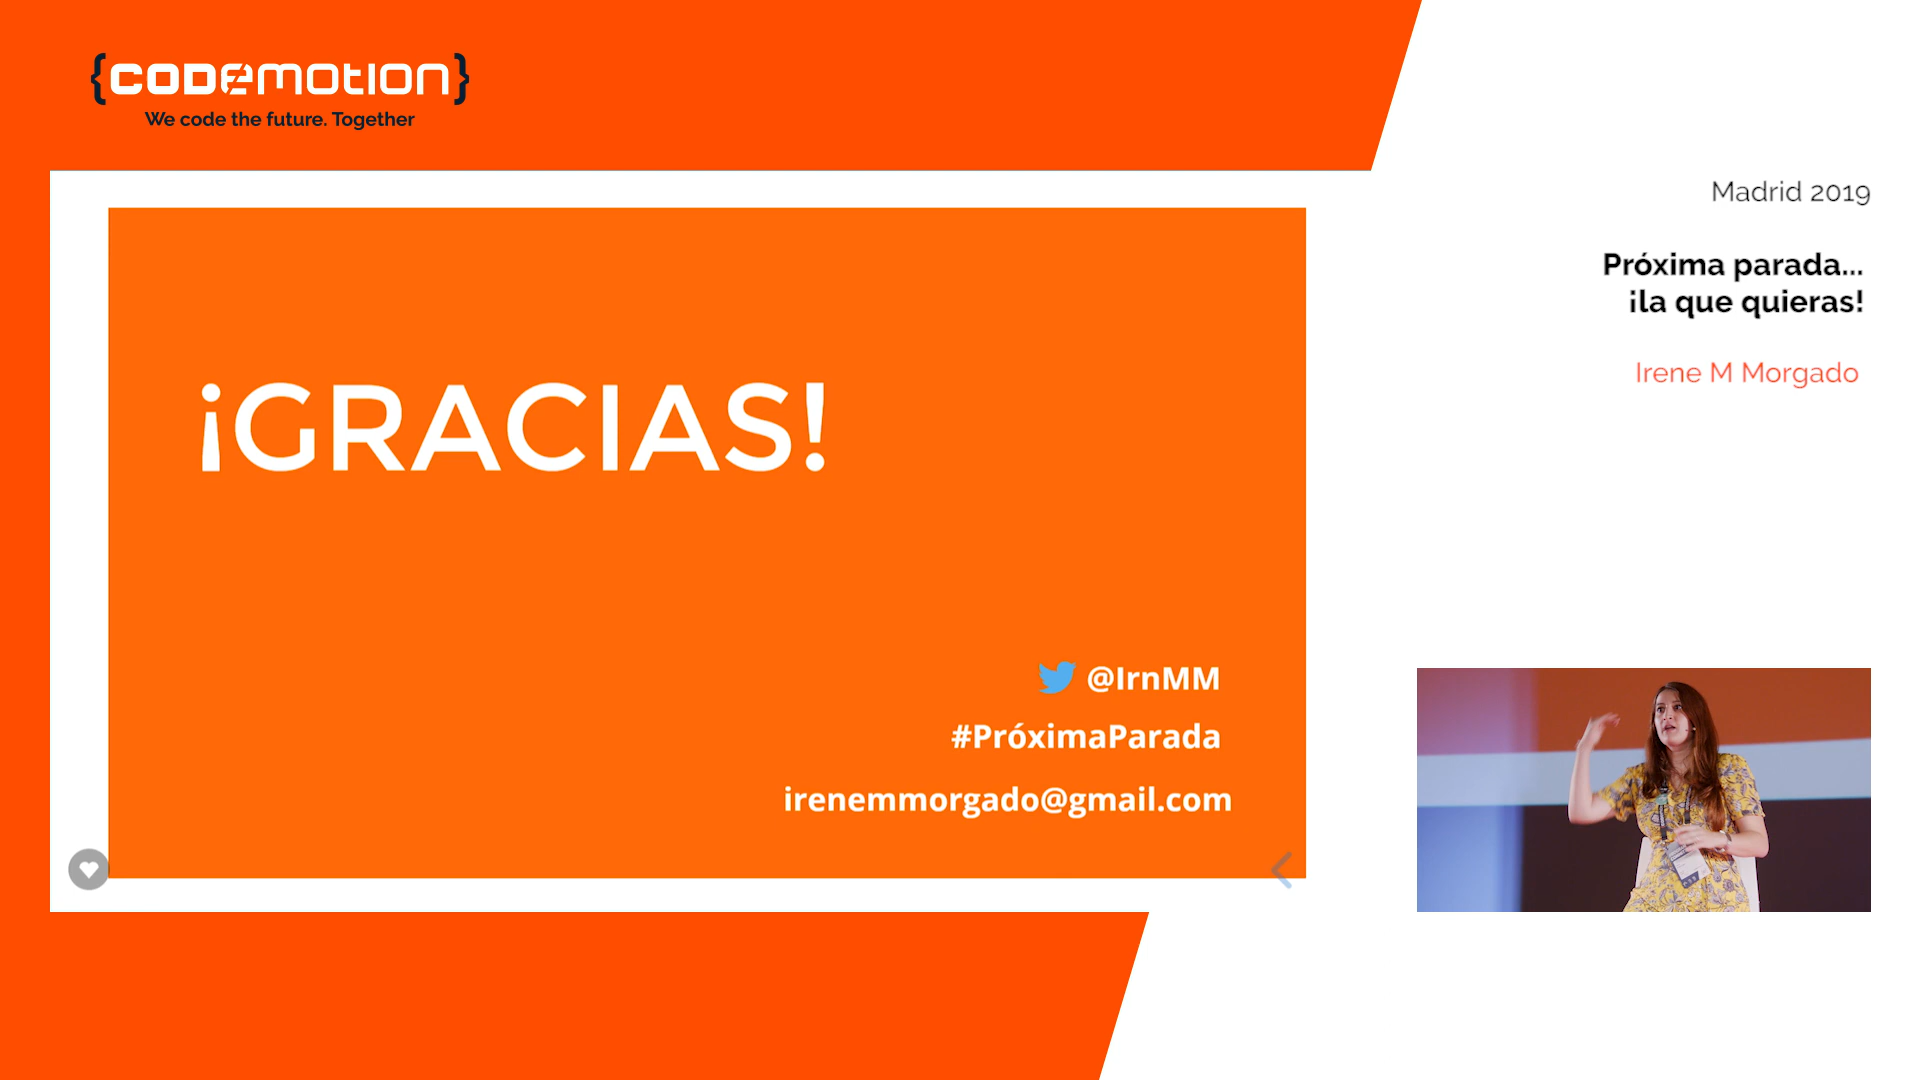 {codemotion}
We code the future. Together
Madrid 2019
Próxima parada...
¡la que quieras!
Irene M Morgado
¡GRACIAS!
@IrnMM
#PróximaParada
irenemmorgado@gmail.com